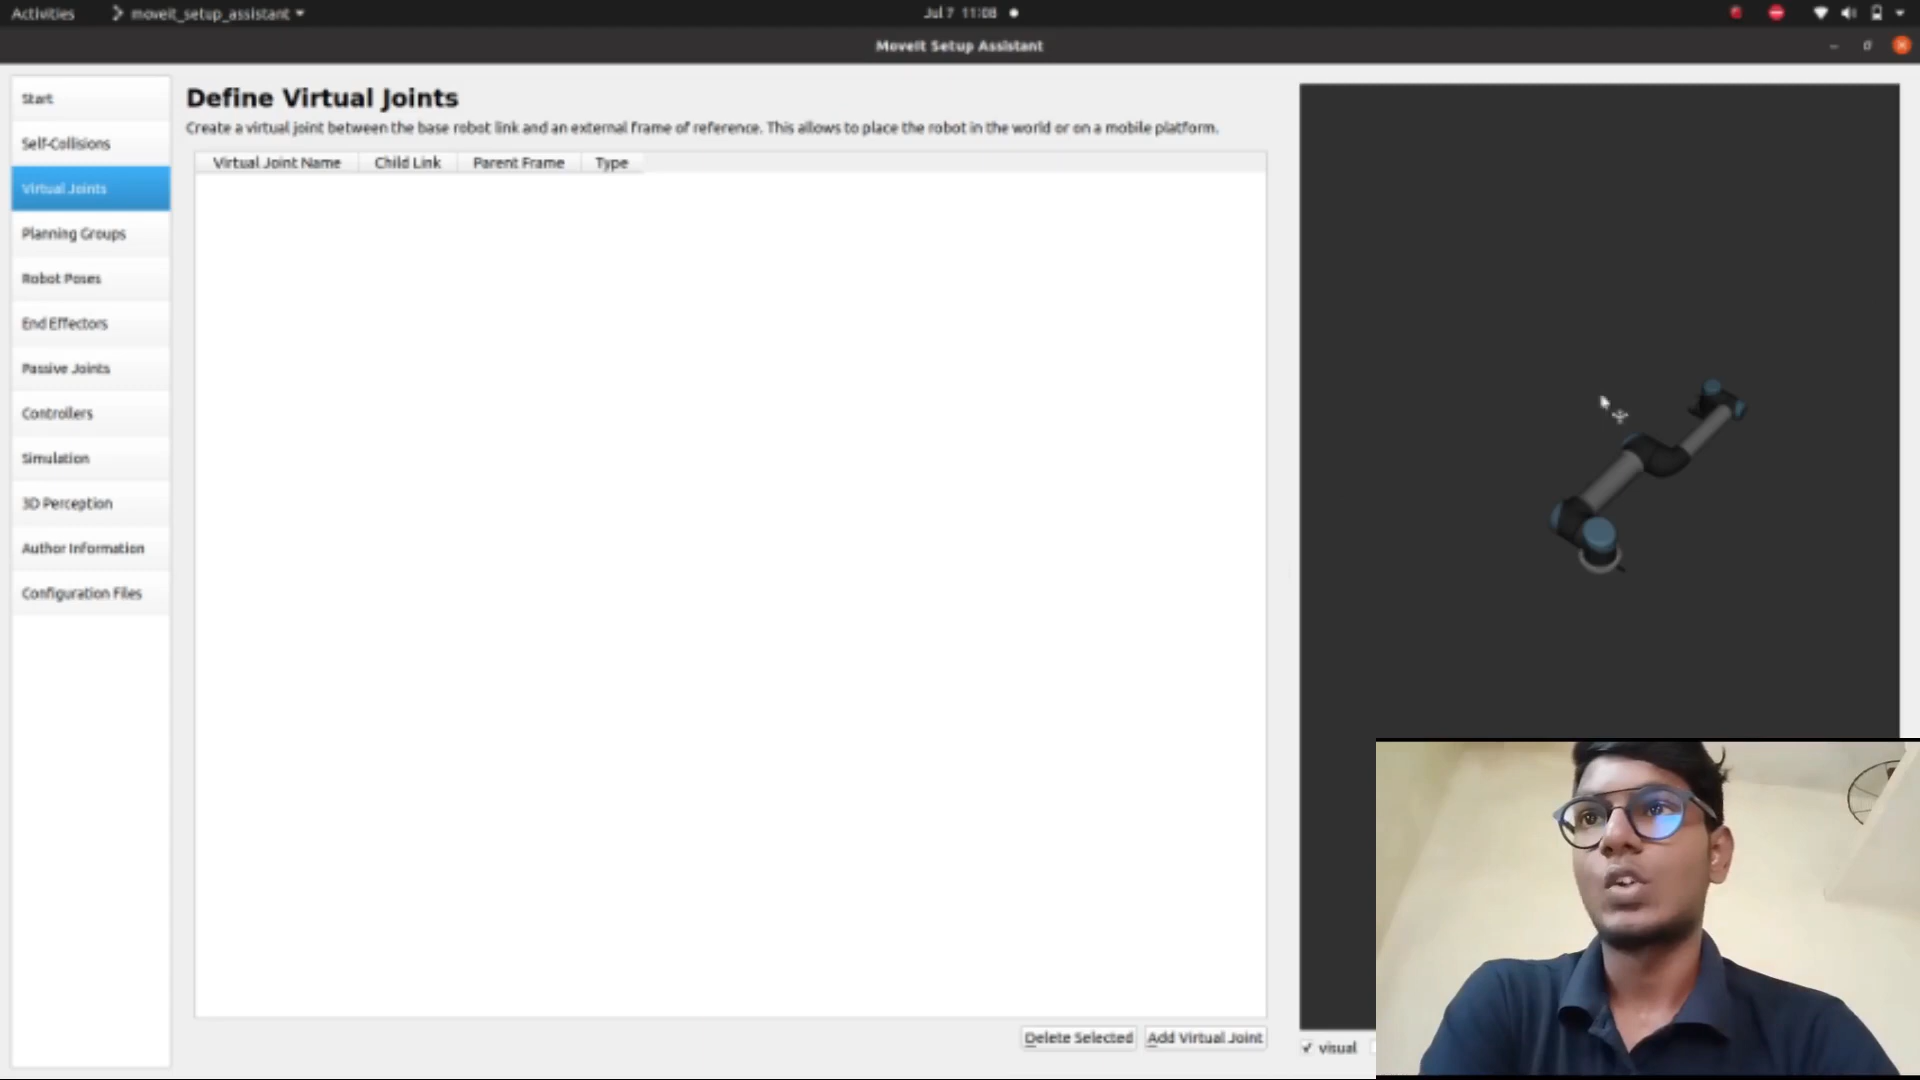 Activities
moveit_setup_assistant
Jul 7 11:08
MoveIt Setup Assistant
Start
Self-Collisions
Virtual Joints
Planning Groups
Robot Poses
End Effectors
Passive Joints
Controllers
Simulation
3D Perception
Author Information
Configuration Files
Define Virtual Joints
Create a virtual joint between the base robot link and an external frame of reference. This allows to place the robot in the world or on a mobile platform.
Virtual Joint Name Child Link Parent Frame Type
Delete Selected Add Virtual Joint
visual